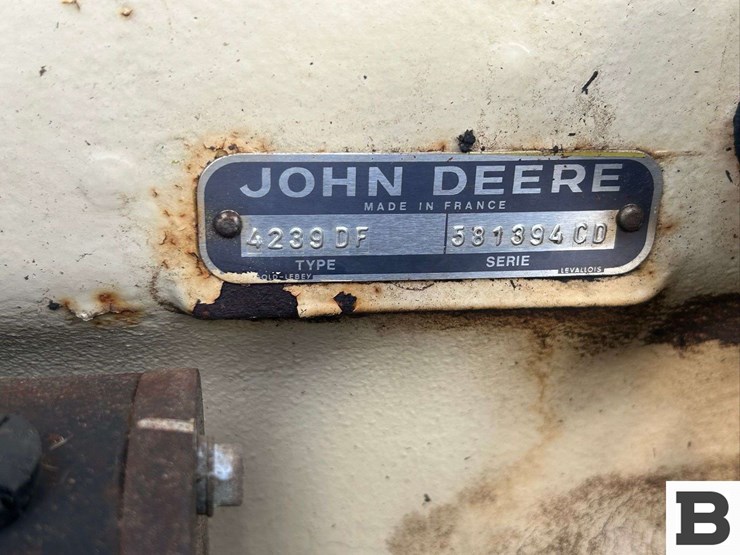 JOHN DEERE
MADE IN FRANCE
4239DF 581394CD
TYPE SERIE
LEVALLOIS
B